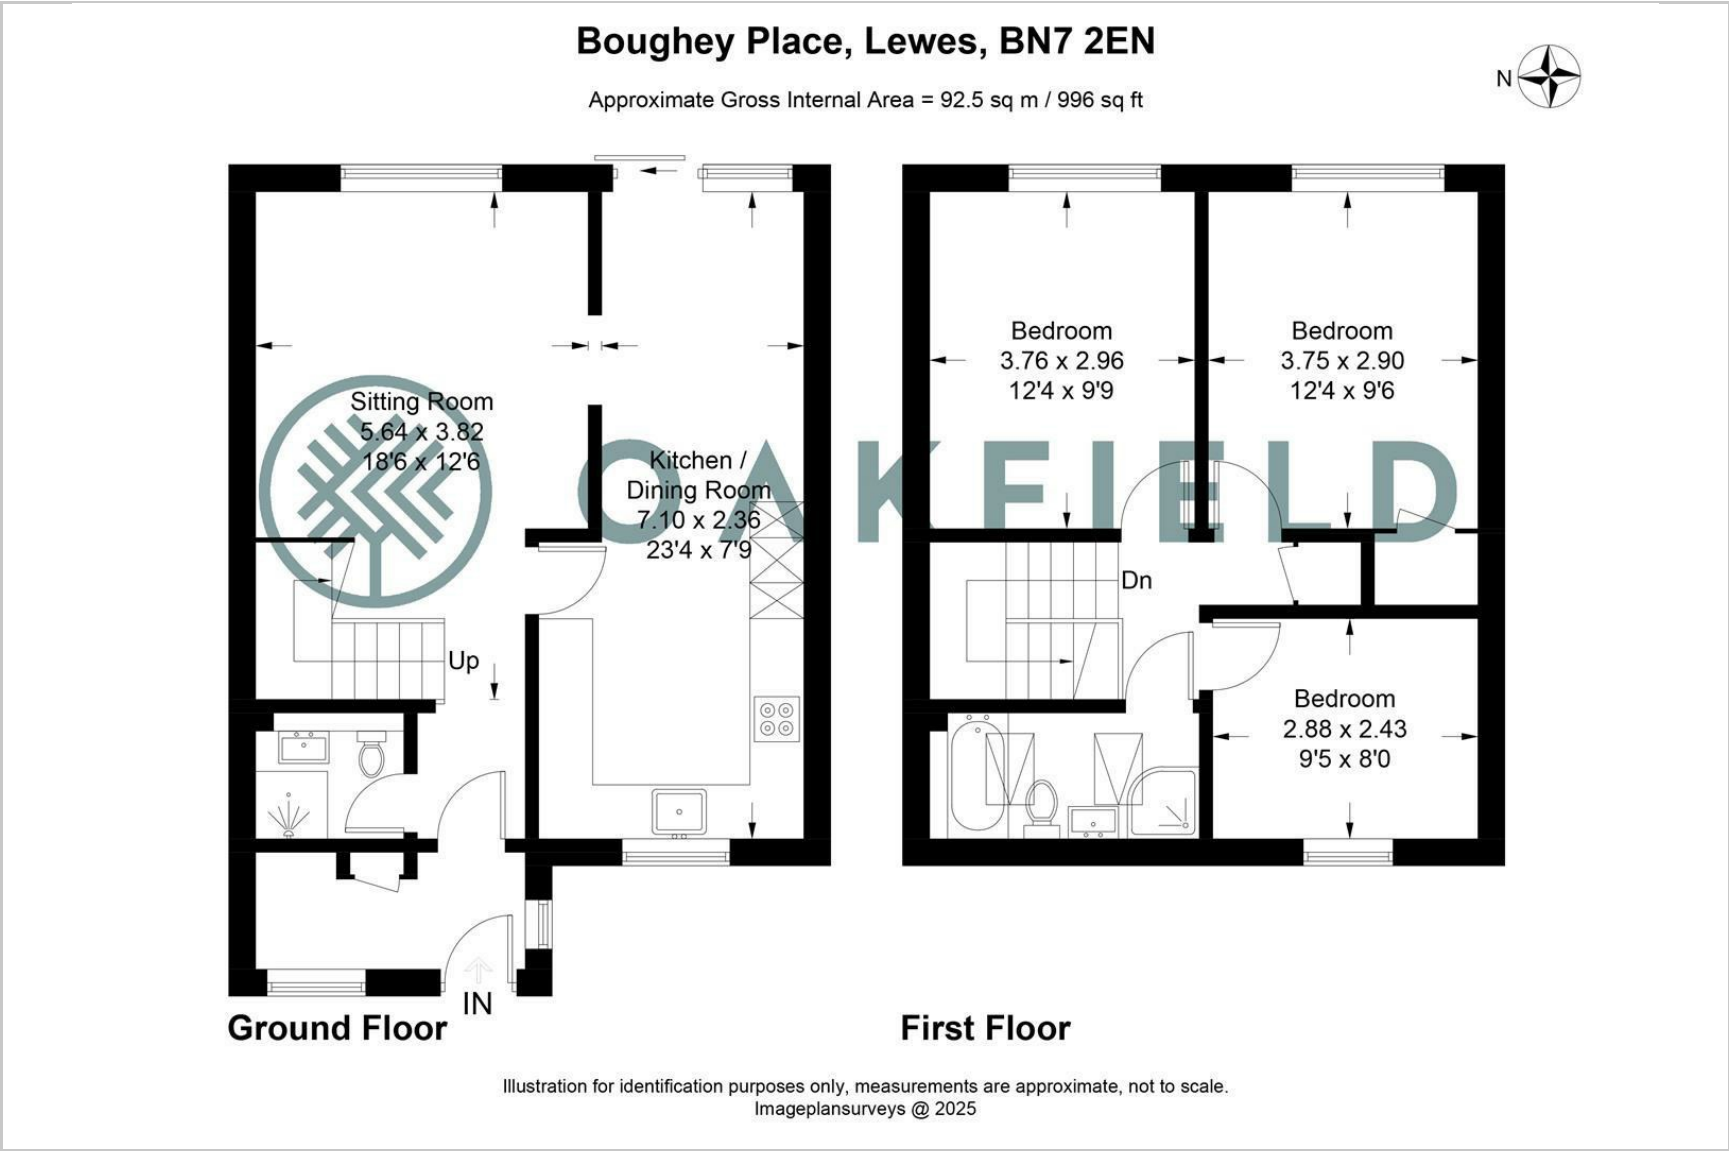 Boughey Place, Lewes, BN7 2EN
Approximate Gross Internal Area = 92.5 sq m / 996 sq ft
N
Sitting Room
5.64 x 3.82
18'6 x 12'6
Kitchen /
Dining Room
7.10 x 2.36
23'4 x 7'9
Up
IN
Ground Floor
Bedroom
3.76 x 2.96
12'4 x 9'9
Bedroom
3.75 x 2.90
12'4 x 9'6
OAKFIELD
Dn
Bedroom
2.88 x 2.43
9'5 x 8'0
First Floor
Illustration for identification purposes only, measurements are approximate, not to scale.
Imageplansurveys @ 2025